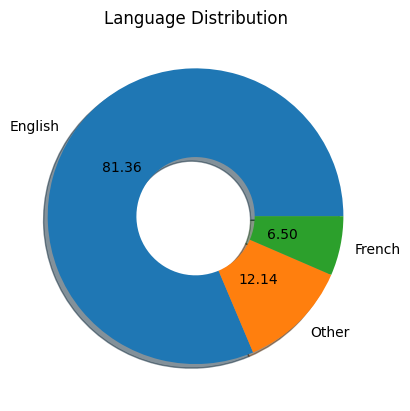 Language Distribution
English
81.36
6.50
French
12.14
Other